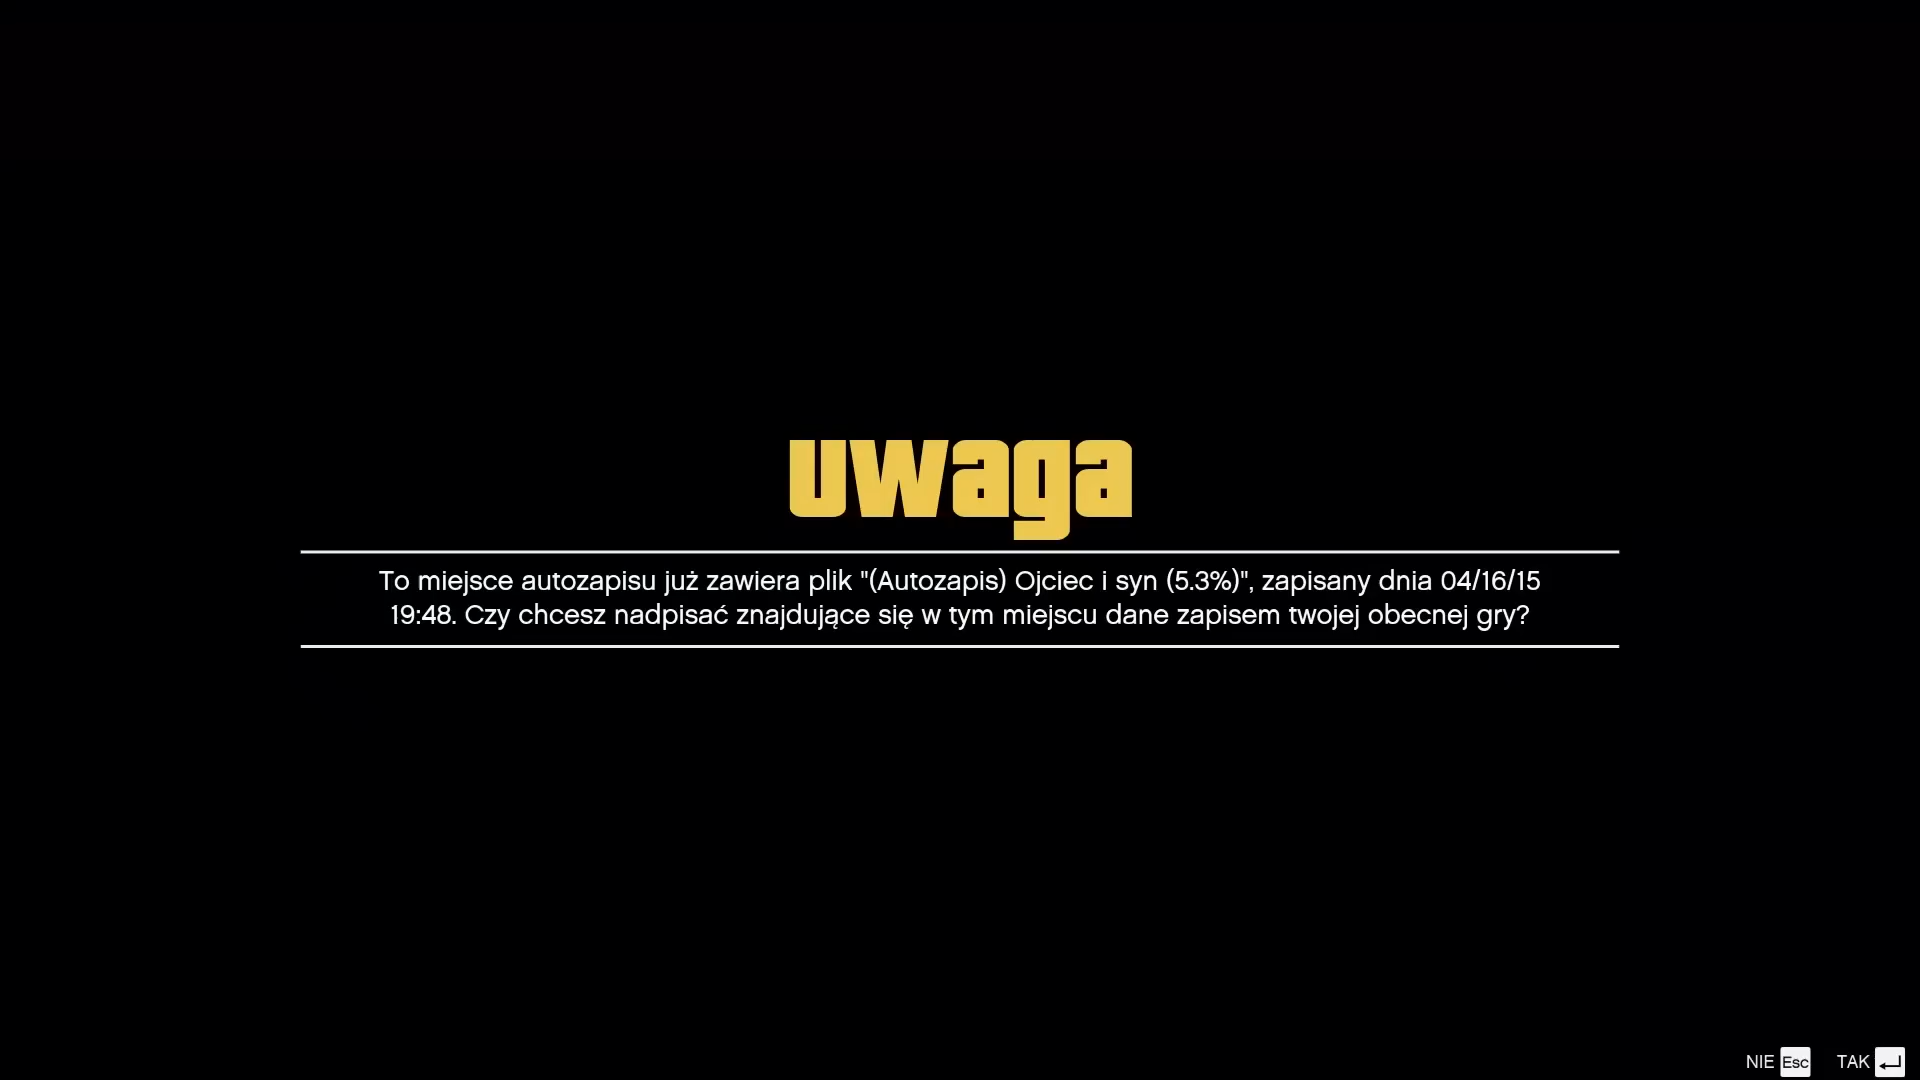 uwaga
To miejsce autozapisu już zawiera plik "(Autozapis) Ojciec i syn (5.3%)", zapisany dnia 04/16/15
19:48. Czy chcesz nadpisać znajdujące się w tym miejscu dane zapisem twojej obecnej gry?
NIE Esc TAK